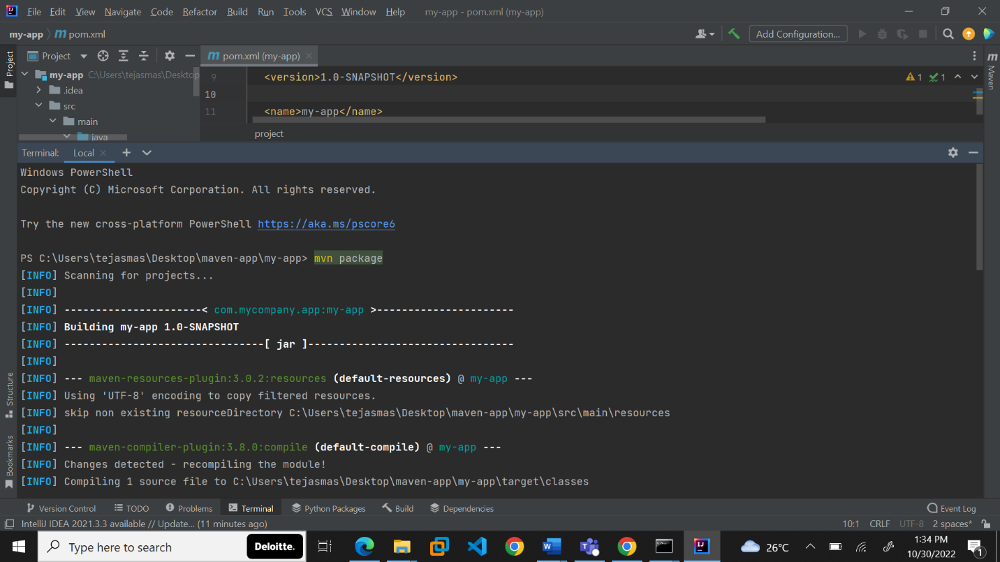 File Edit View Navigate Code Refactor Build Run Tools VCS Window Help my-app - pom.xml (my-app)
my-app pom.xml Add Configuration...
Project pom.xml (my-app)
Project
my-app C:\Users\tejasmas\Desktop
.idea
src
main
java
9 <version>1.0-SNAPSHOT</version> 1 1
10
11 <name>my-app</name>
project
Maven
Terminal: Local
Windows PowerShell
Copyright (C) Microsoft Corporation. All rights reserved.
Try the new cross-platform PowerShell https://aka.ms/pscore6
PS C:\Users\tejasmas\Desktop\maven-app\my-app> mvn package
[INFO] Scanning for projects...
[INFO]
[INFO] ----------------------< com.mycompany.app:my-app >----------------------
[INFO] Building my-app 1.0-SNAPSHOT
[INFO] --------------------------------[ jar ]---------------------------------
[INFO]
[INFO] --- maven-resources-plugin:3.0.2:resources (default-resources) @ my-app ---
[INFO] Using 'UTF-8' encoding to copy filtered resources.
[INFO] skip non existing resourceDirectory C:\Users\tejasmas\Desktop\maven-app\my-app\src\main\resources
[INFO]
[INFO] --- maven-compiler-plugin:3.8.0:compile (default-compile) @ my-app ---
[INFO] Changes detected - recompiling the module!
[INFO] Compiling 1 source file to C:\Users\tejasmas\Desktop\maven-app\my-app\target\classes
Structure
Bookmarks
Version Control TODO Problems Terminal Python Packages Build Dependencies Event Log
IntelliJ IDEA 2021.3.3 available // Update... (11 minutes ago) 10:1 CRLF UTF-8 2 spaces*
Type here to search Deloitte. 26°C 1:34 PM
10/30/2022 1